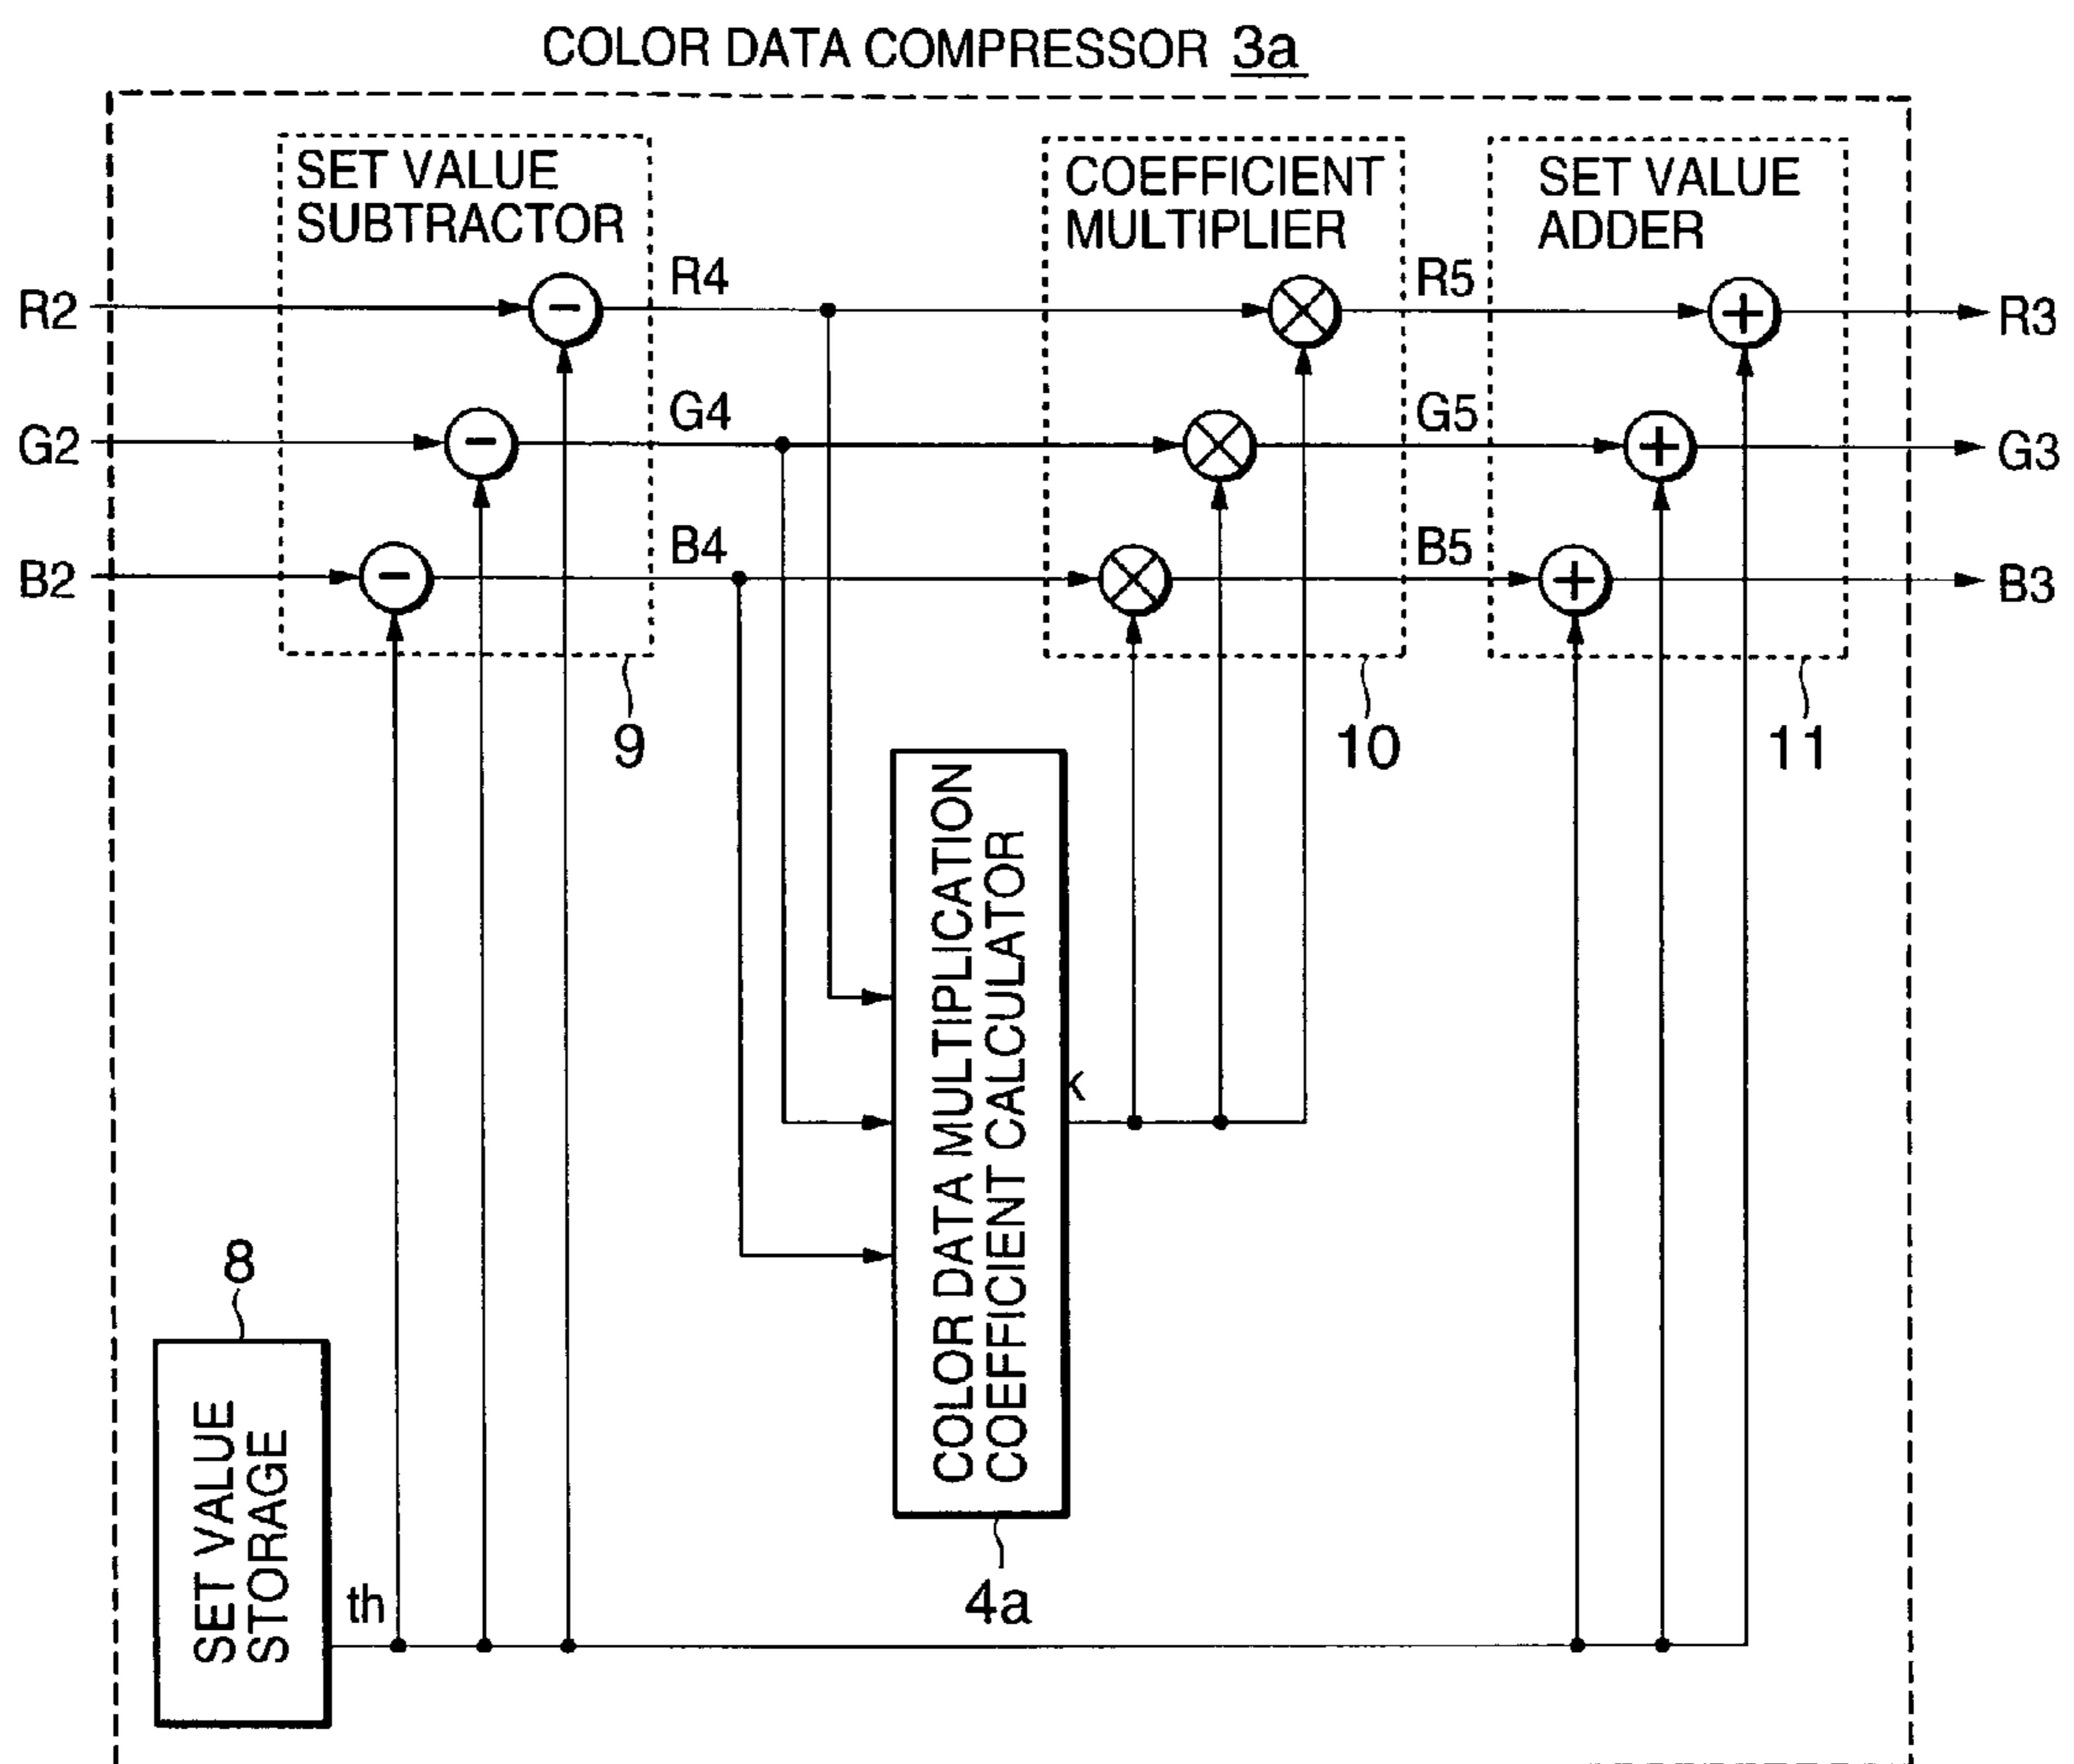 COLOR DATA COMPRESSOR 3a
SET VALUE
SUBTRACTOR
COEFFICIENT
MULTIPLIER
SET VALUE
ADDER
R2
R4
R5
R3
G2
G4
G5
G3
B2
B4
B5
B3
9
10
11
COLOR DATA MULTIPLICATION
COEFFICIENT CALCULATOR
k
8
SET VALUE
STORAGE
th
4a